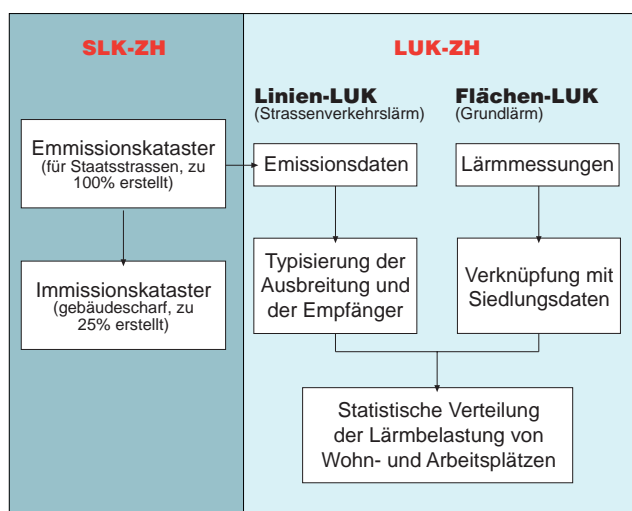 SLK-ZH
Emmissionskataster
(für Staatsstrassen, zu
100% erstellt)
Immissionskataster
(gebäudescharf, zu
25% erstellt)
LUK-ZH
Linien-LUK
(Strassenverkehrslärm)
Emissionsdaten
Typisierung der
Ausbreitung und
der Empfänger
Flächen-LUK
(Grundlärm)
Lärmmessungen
Verknüpfung mit
Siedlungsdaten
Statistische Verteilung
der Lärmbelastung von
Wohn- und Arbeitsplätzen